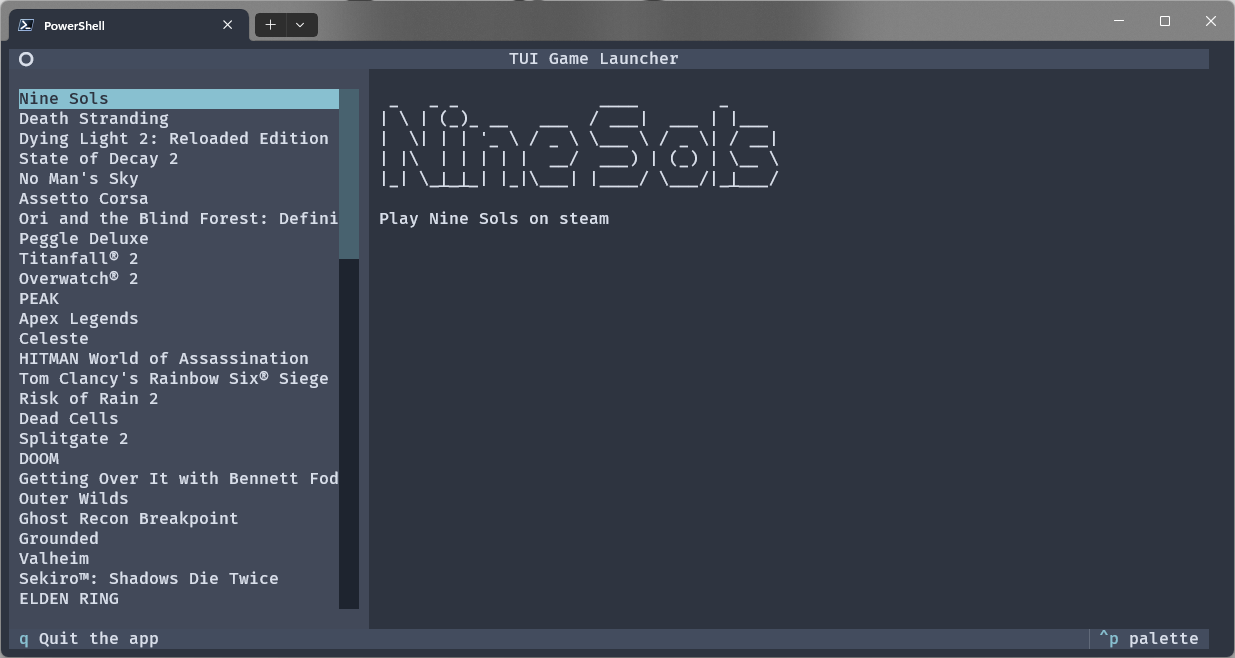 PowerShell
TUI Game Launcher
Nine Sols
Death Stranding
Dying Light 2: Reloaded Edition
State of Decay 2
No Man's Sky
Assetto Corsa
Ori and the Blind Forest: Defini
Peggle Deluxe
Titanfall® 2
Overwatch® 2
PEAK
Apex Legends
Celeste
HITMAN World of Assassination
Tom Clancy's Rainbow Six® Siege
Risk of Rain 2
Dead Cells
Splitgate 2
DOOM
Getting Over It with Bennett Fod
Outer Wilds
Ghost Recon Breakpoint
Grounded
Valheim
Sekiro™: Shadows Die Twice
ELDEN RING
Nine Sols
Play Nine Sols on steam
q Quit the app
^p palette